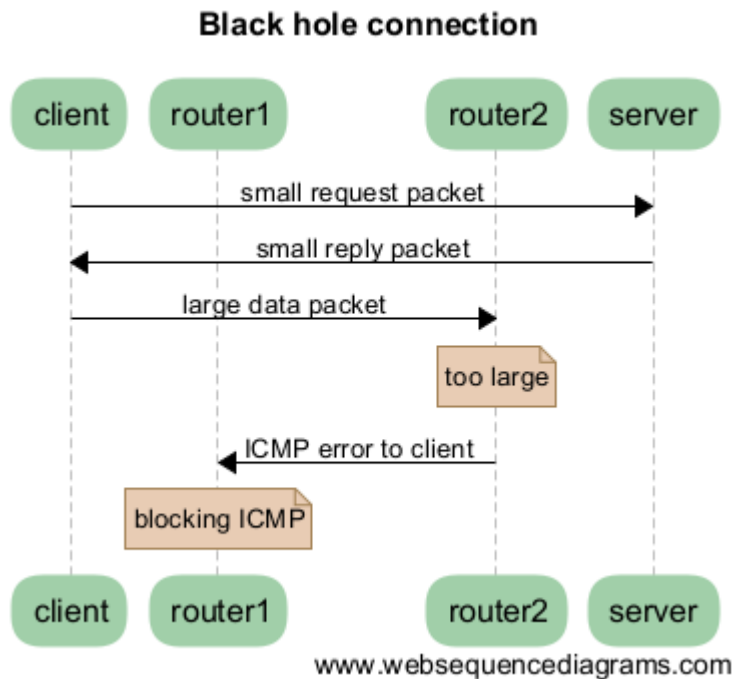 Black hole connection
client router1 router2 server
small request packet
small reply packet
large data packet
too large
ICMP error to client
blocking ICMP
client router1 router2 server
www.websequencediagrams.com